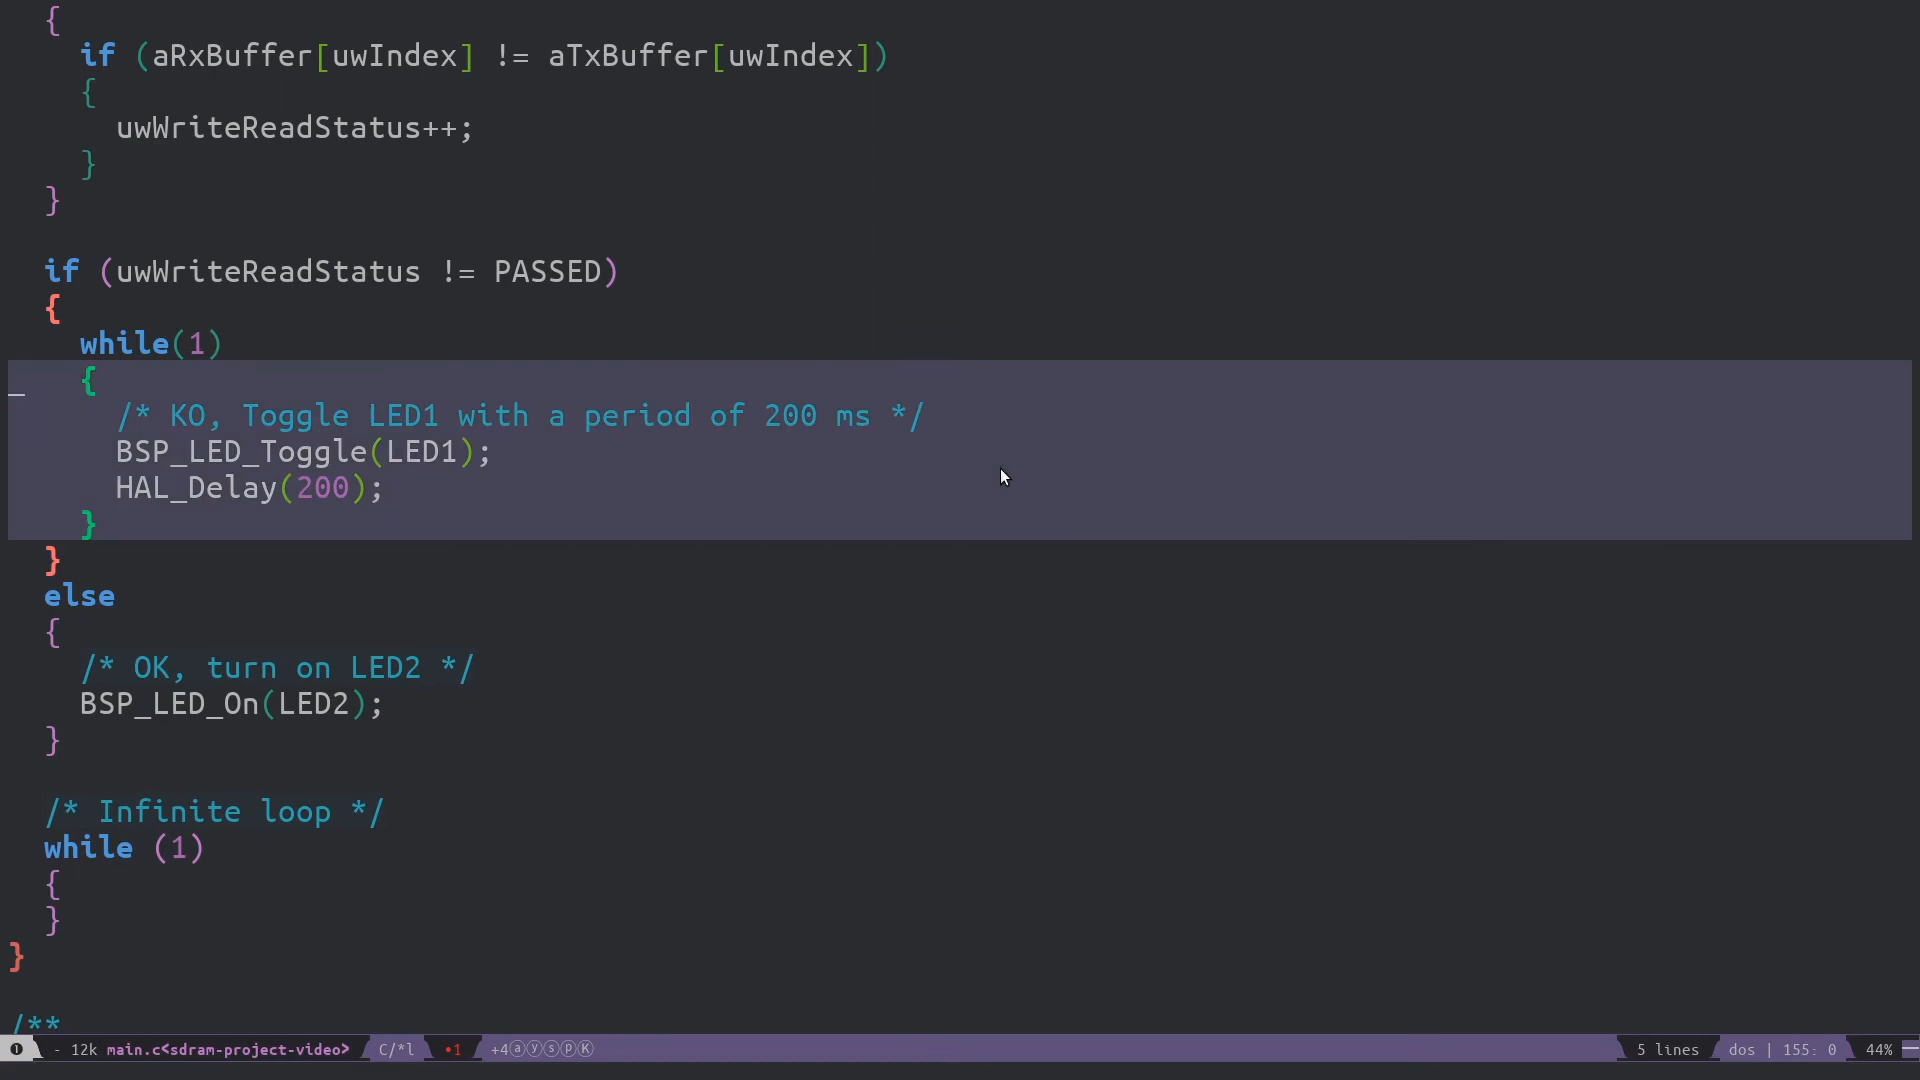 {
if (aRxBuffer[uwIndex] != aTxBuffer[uwIndex])
{
uwWriteReadStatus++;
}
}
if (uwWriteReadStatus != PASSED)
{
while(1)
{
/* KO, Toggle LED1 with a period of 200 ms */
BSP_LED_Toggle(LED1);
HAL_Delay(200);
}
}
else
{
/* OK, turn on LED2 */
BSP_LED_On(LED2);
}
/* Infinite loop */
while (1)
{
}
}
/**
❶ - 12k main.c<sdram-project-video> C/*l •1 +4ⓐⓨⓢⓟⓀ 5 lines dos | 155: 0 44%